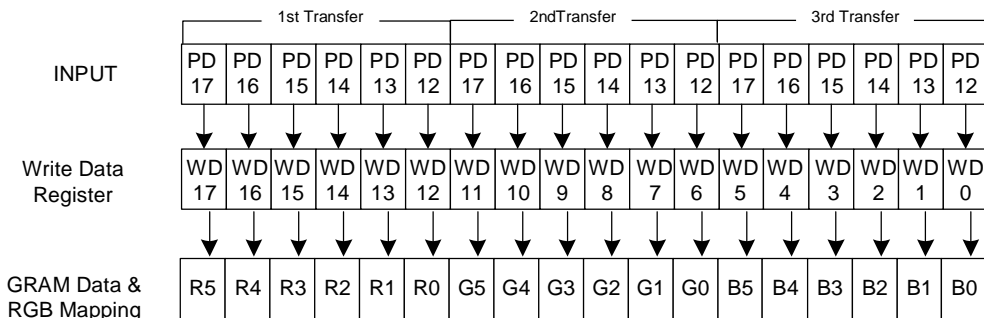 1st Transfer 2ndTransfer 3rd Transfer
INPUT
PD PD PD PD PD PD PD PD PD PD PD PD PD PD PD PD PD PD
17 16 15 14 13 12 17 16 15 14 13 12 17 16 15 14 13 12
Write Data
Register
WD WD WD WD WD WD WD WD WD WD WD WD WD WD WD WD WD WD
17 16 15 14 13 12 11 10 9 8 7 6 5 4 3 2 1 0
GRAM Data &
RGB Mapping
R5 R4 R3 R2 R1 R0 G5 G4 G3 G2 G1 G0 B5 B4 B3 B2 B1 B0